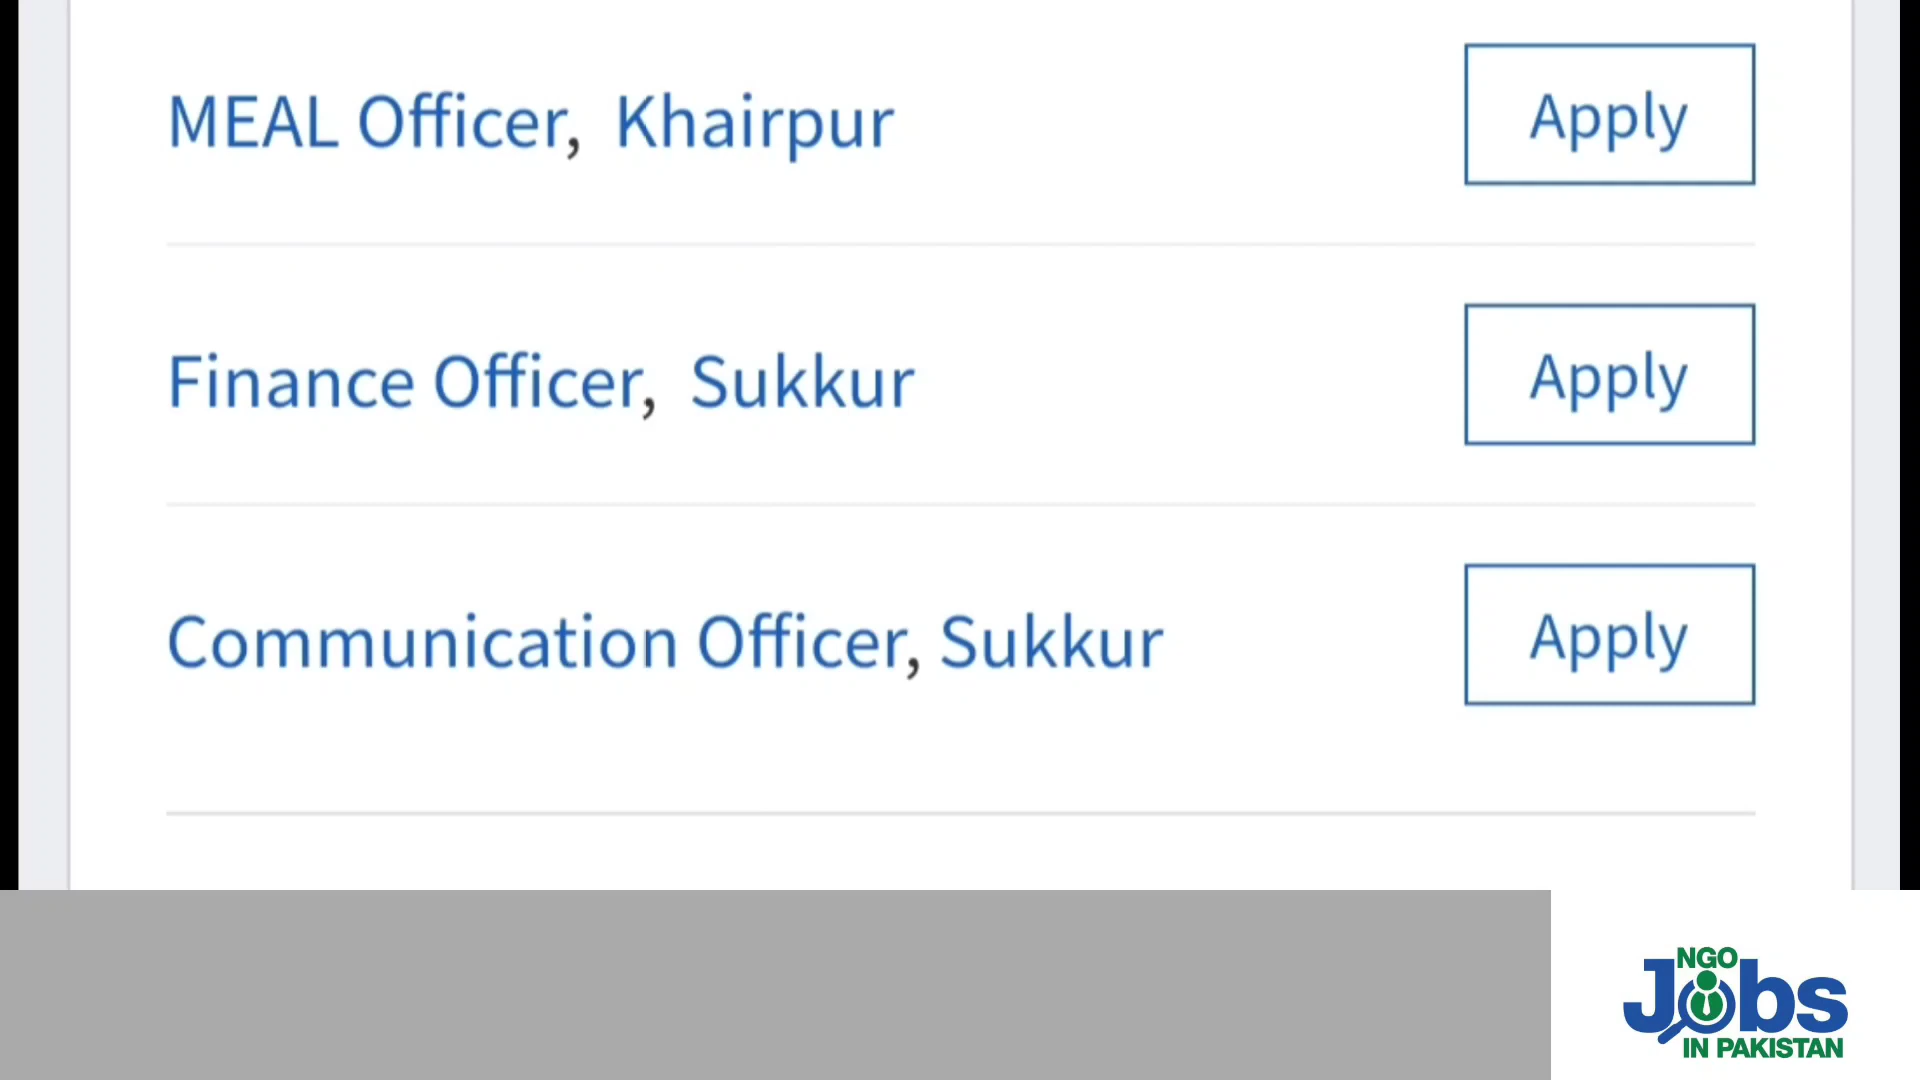 MEAL Officer, Khairpur
Apply
Finance Officer, Sukkur
Apply
Communication Officer, Sukkur
Apply
NGO
Jobs
IN PAKISTAN